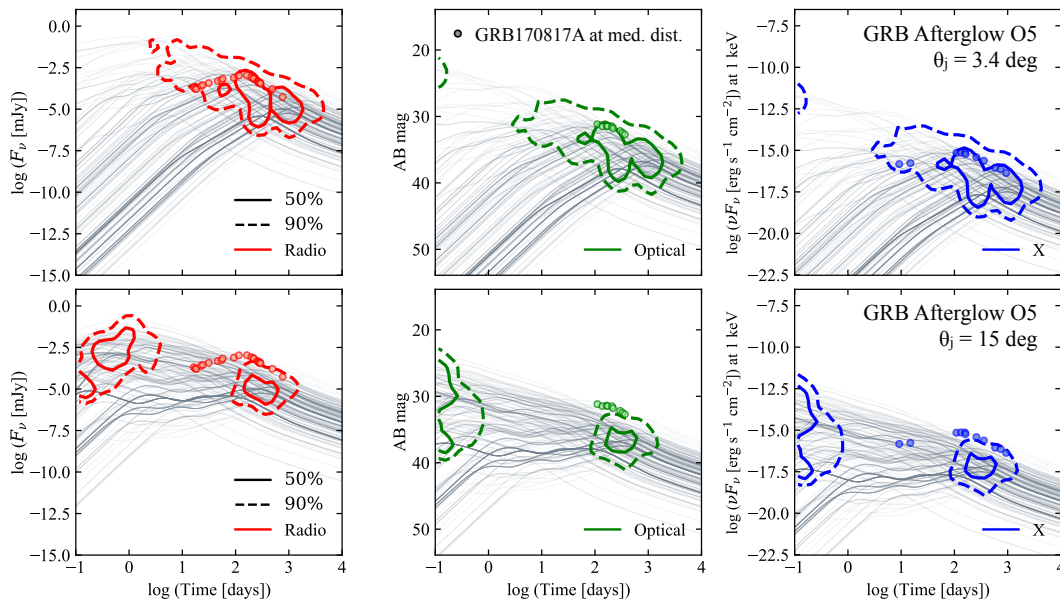 0.0
−2.5
−5.0
−7.5
−10.0
−12.5
−15.0
log (Fν [mJy])
50%
90%
Radio
20
30
40
50
AB mag
GRB170817A at med. dist.
Optical
−7.5
−10.0
−12.5
−15.0
−17.5
−20.0
−22.5
log (νFν [erg s⁻¹ cm⁻²]) at 1 keV
GRB Afterglow O5
θj = 3.4 deg
X
0.0
−2.5
−5.0
−7.5
−10.0
−12.5
−15.0
log (Fν [mJy])
50%
90%
Radio
−1 0 1 2 3 4
log (Time [days])
20
30
40
50
AB mag
Optical
−1 0 1 2 3 4
log (Time [days])
−7.5
−10.0
−12.5
−15.0
−17.5
−20.0
−22.5
log (νFν [erg s⁻¹ cm⁻²]) at 1 keV
GRB Afterglow O5
θj = 15 deg
X
−1 0 1 2 3 4
log (Time [days])